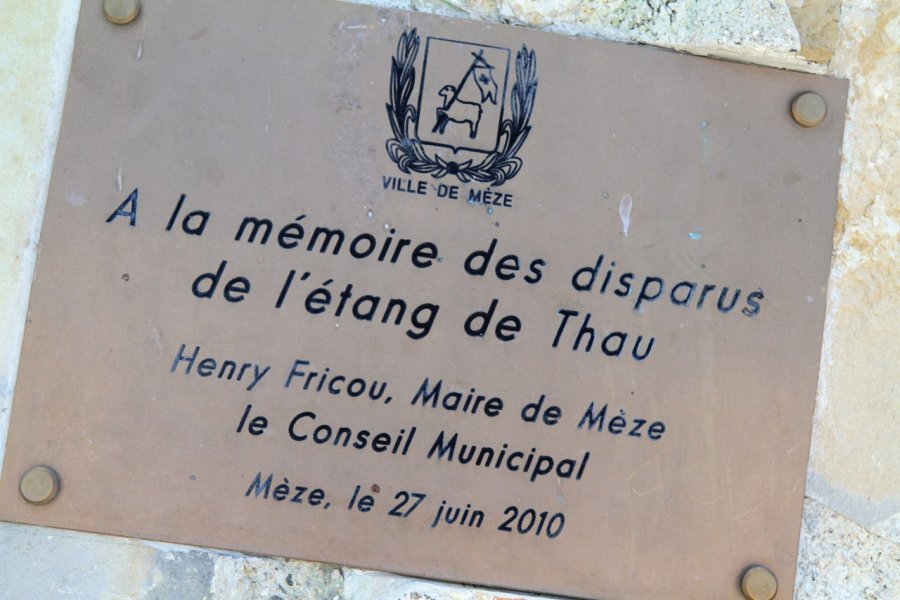 VILLE DE MÈZE
A la mémoire des disparus
de l'étang de Thau
Henry Fricou, Maire de Mèze
le Conseil Municipal
Mèze, le 27 juin 2010